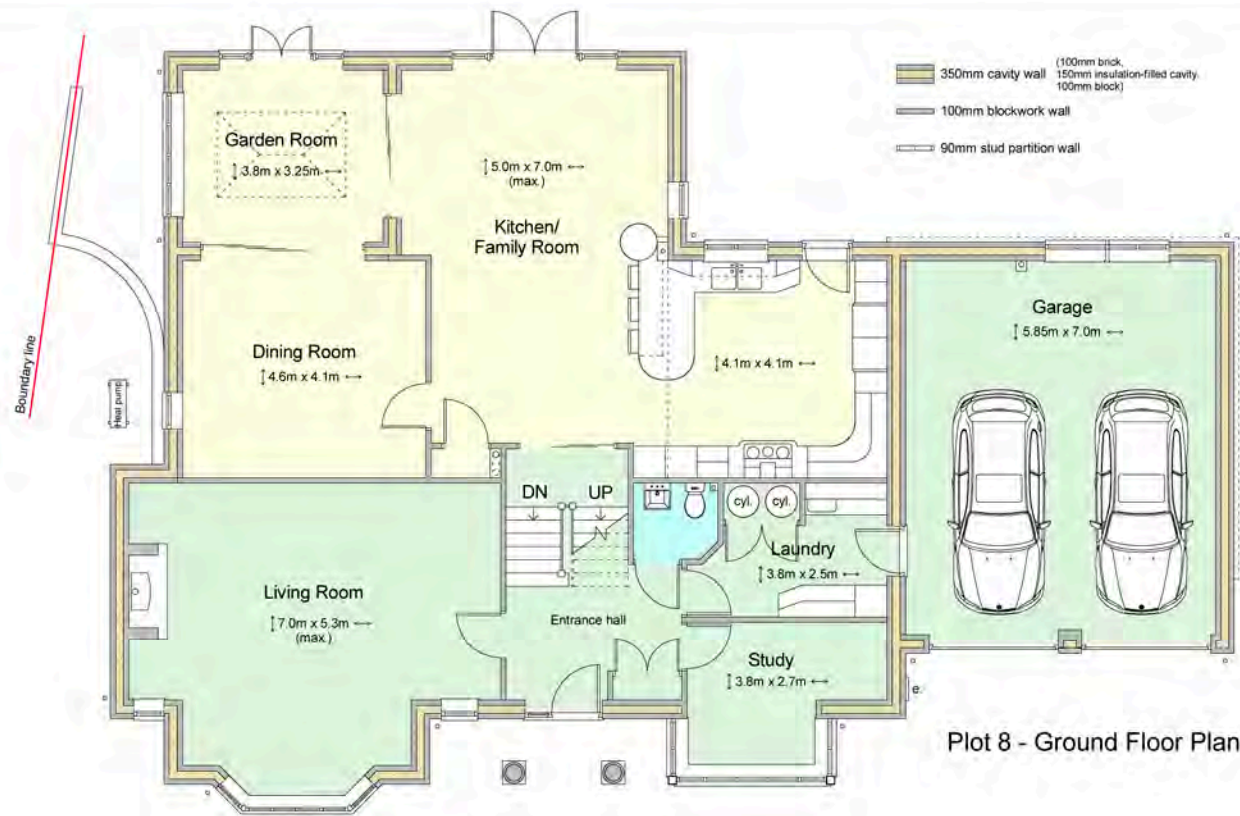 350mm cavity wall
(100mm brick,
150mm insulation-filled cavity,
100mm block)
100mm blockwork wall
90mm stud partition wall
Garden Room
3.8m x 3.25m
5.0m x 7.0m
(max.)
Kitchen/
Family Room
Garage
5.85m x 7.0m
Boundary line
Dining Room
4.6m x 4.1m
4.1m x 4.1m
Heat pump
DN
UP
cyl.
cyl.
Laundry
3.8m x 2.5m
Living Room
7.0m x 5.3m
(max.)
Entrance hall
Study
3.8m x 2.7m
e.
Plot 8 - Ground Floor Plan